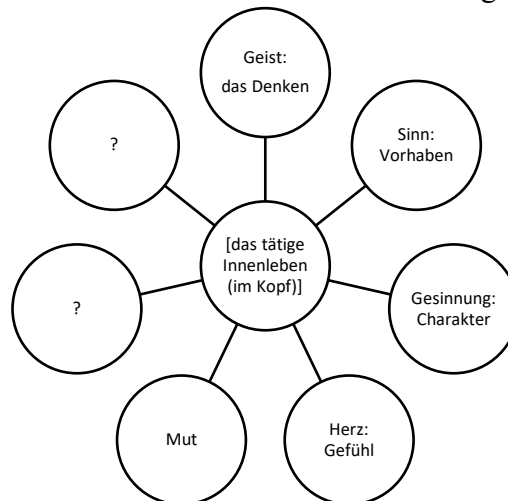 Geist:
das Denken
Sinn:
Vorhaben
?
[das tätige
Innenleben
(im Kopf)]
Gesinnung:
Charakter
?
Herz:
Gefühl
Mut